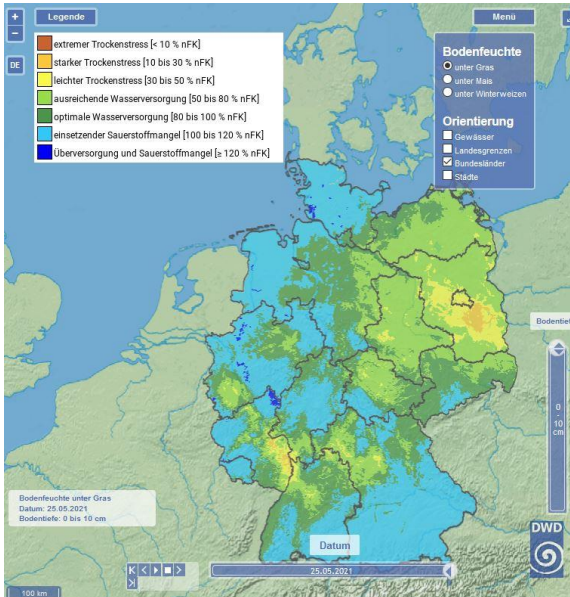 +
Legende
Menü
−
DE
extremer Trockenstress [< 10 % nFK]
starker Trockenstress [10 bis 30 % nFK]
leichter Trockenstress [30 bis 50 % nFK]
ausreichende Wasserversorgung [50 bis 80 % nFK]
optimale Wasserversorgung [80 bis 100 % nFK]
einsetzender Sauerstoffmangel [100 bis 120 % nFK]
Überversorgung und Sauerstoffmangel [≥ 120 % nFK]
Bodenfeuchte
unter Gras
unter Mais
unter Winterweizen
Orientierung
Gewässer
Landesgrenzen
Bundesländer
Städte
Bodentief
0
-
10
cm
Bodenfeuchte unter Gras
Datum: 25.05.2021
Bodentiefe: 0 bis 10 cm
DWD
Datum
25.05.2021
100 km